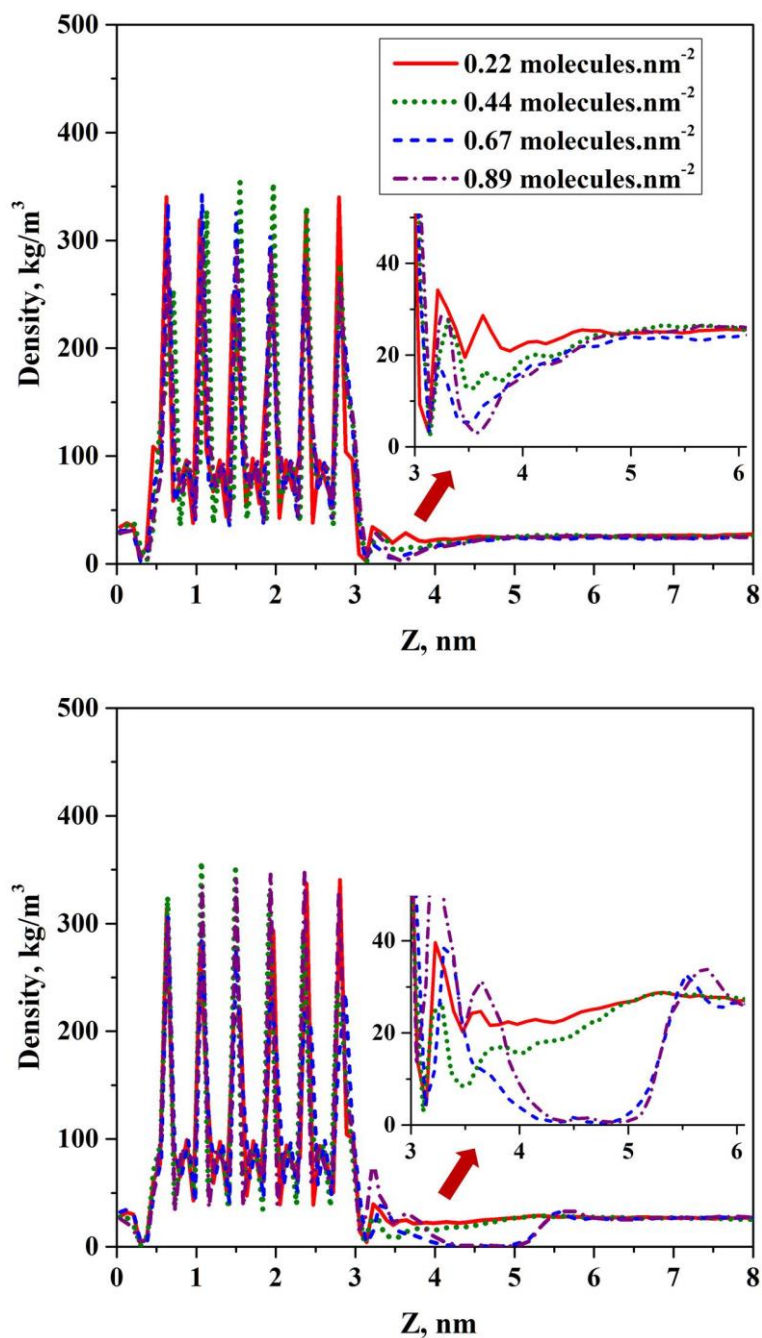 500
400
300
200
100
0
Density, kg/m³
0.22 molecules.nm⁻²
0.44 molecules.nm⁻²
0.67 molecules.nm⁻²
0.89 molecules.nm⁻²
40
20
0
3 4 5 6
0 1 2 3 4 5 6 7 8
Z, nm
500
400
300
200
100
0
Density, kg/m³
40
20
0
3 4 5 6
0 1 2 3 4 5 6 7 8
Z, nm